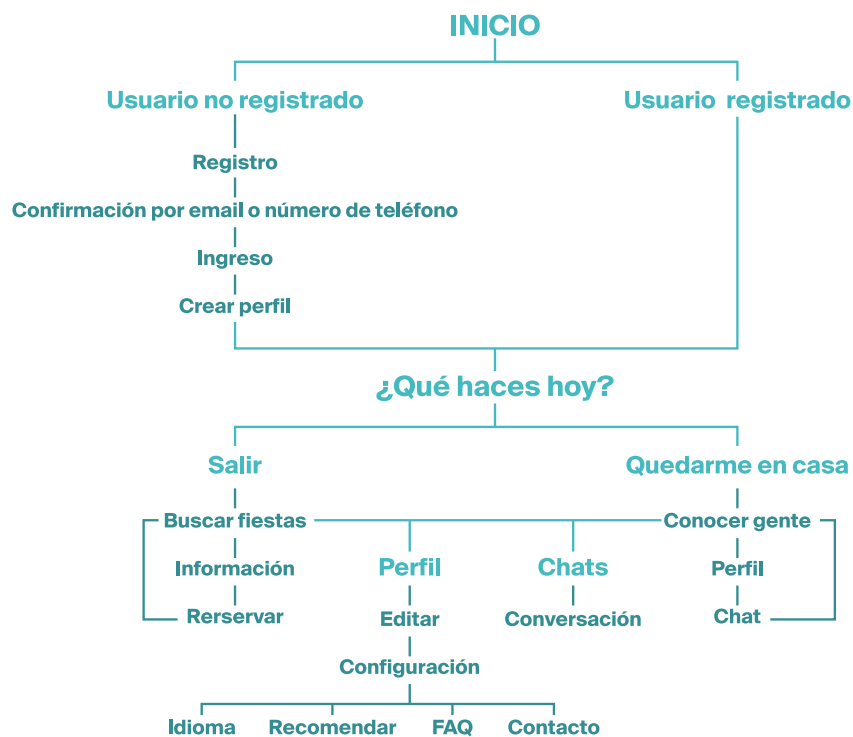 INICIO
Usuario no registrado
Usuario registrado
Registro
Confirmación por email o número de teléfono
Ingreso
Crear perfil
¿Qué haces hoy?
Salir
Quedarme en casa
Buscar fiestas
Conocer gente
Información
Perfil
Chats
Perfil
Rerservar
Editar
Conversación
Chat
Configuración
Idioma
Recomendar
FAQ
Contacto